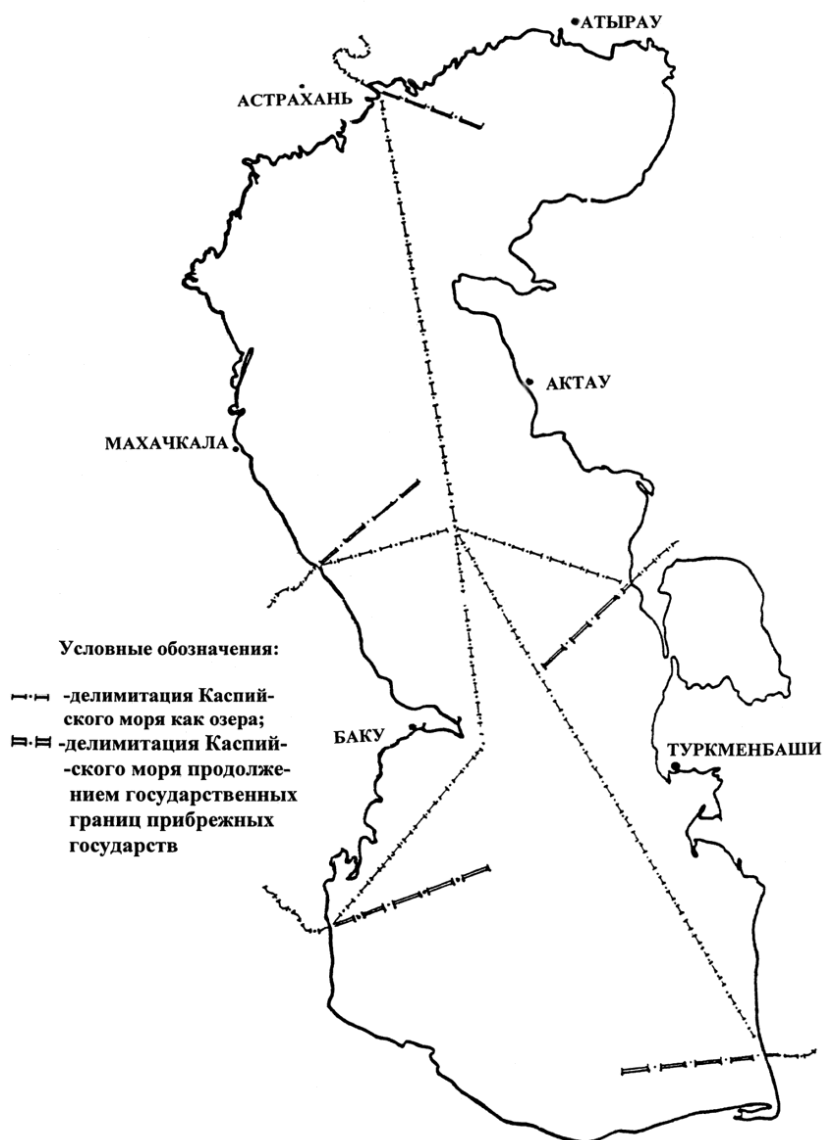 АТЫРАУ
АСТРАХАНЬ
АКТАУ
МАХАЧКАЛА
Условные обозначения:
-делимитация Каспий-
ского моря как озера;
-делимитация Каспий-
-ского моря продолже-
нием государственных
границ прибрежных
государств
БАКУ
ТУРКМЕНБАШИ